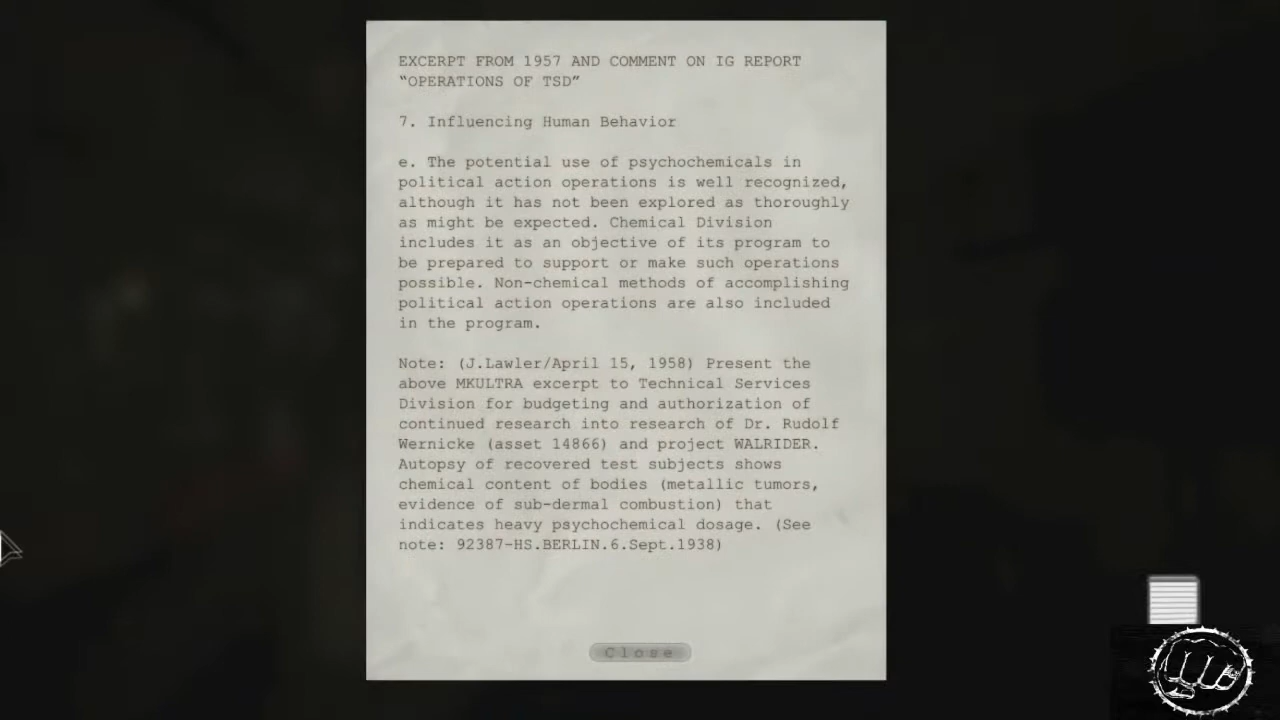 EXCERPT FROM 1957 AND COMMENT ON IG REPORT
“OPERATIONS OF TSD”
7. Influencing Human Behavior
e. The potential use of psychochemicals in
political action operations is well recognized,
although it has not been explored as thoroughly
as might be expected. Chemical Division
includes it as an objective of its program to
be prepared to support or make such operations
possible. Non-chemical methods of accomplishing
political action operations are also included
in the program.
Note: (J.Lawler/April 15, 1958) Present the
above MKULTRA excerpt to Technical Services
Division for budgeting and authorization of
continued research into research of Dr. Rudolf
Wernicke (asset 14866) and project WALRIDER.
Autopsy of recovered test subjects shows
chemical content of bodies (metallic tumors,
evidence of sub-dermal combustion) that
indicates heavy psychochemical dosage. (See
note: 92387-HS.BERLIN.6.Sept.1938)
Close